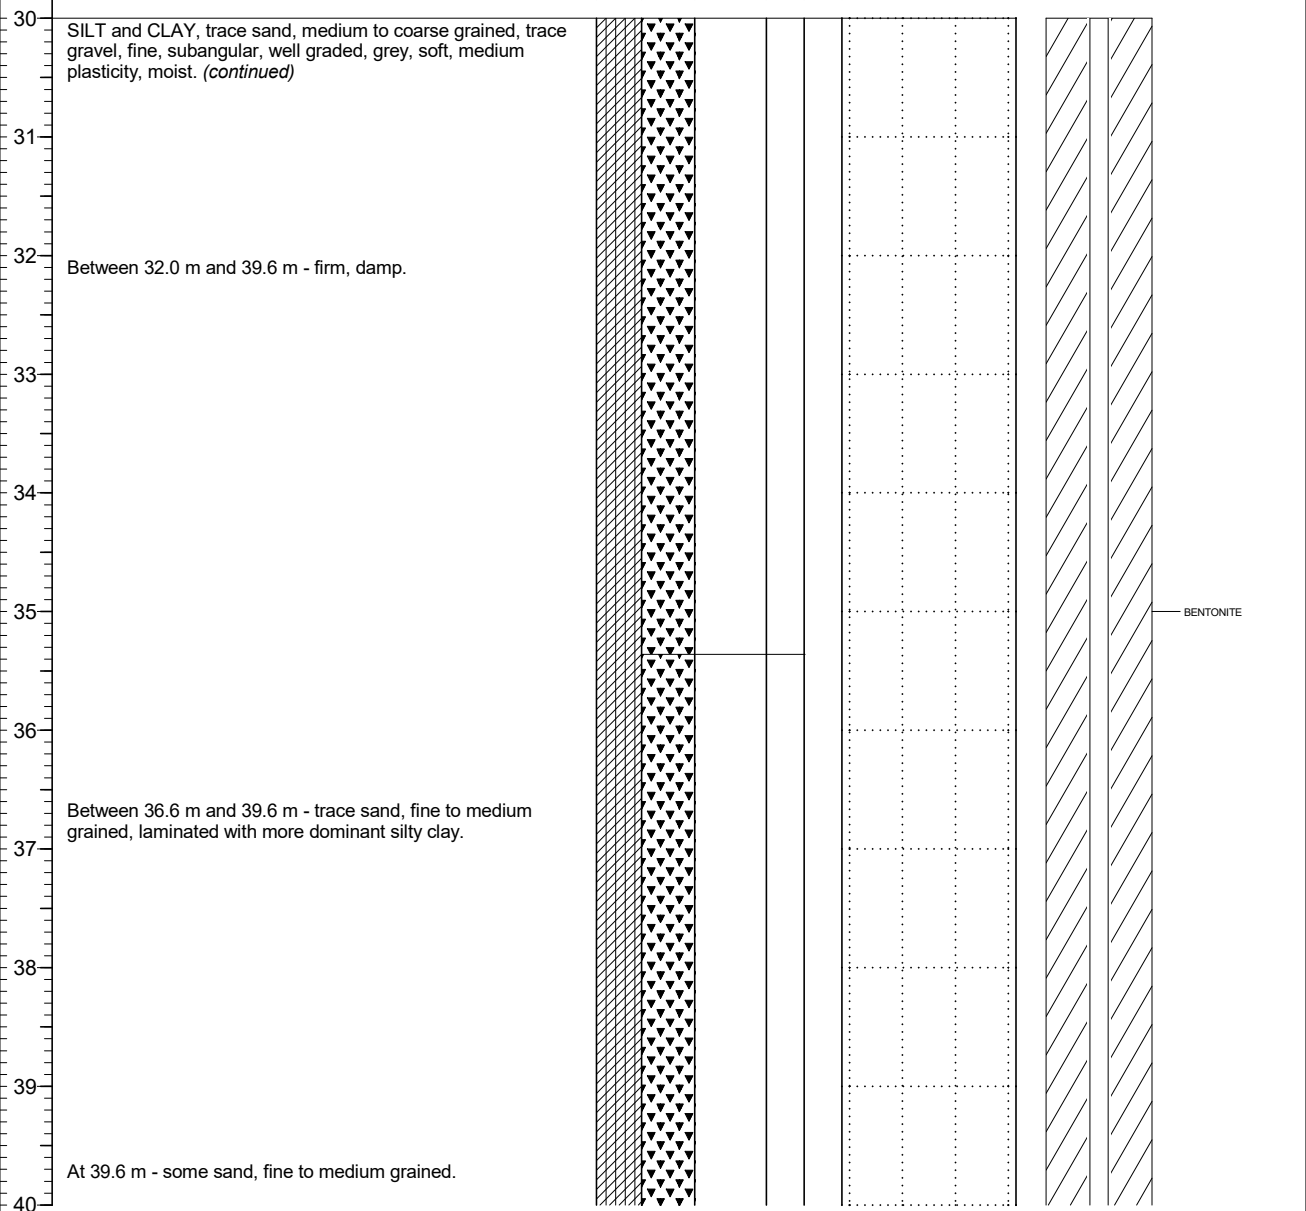 30
SILT and CLAY, trace sand, medium to coarse grained, trace
gravel, fine, subangular, well graded, grey, soft, medium
plasticity, moist. (continued)
31
32
Between 32.0 m and 39.6 m - firm, damp.
33
34
35
BENTONITE
36
Between 36.6 m and 39.6 m - trace sand, fine to medium
grained, laminated with more dominant silty clay.
37
38
39
At 39.6 m - some sand, fine to medium grained.
40